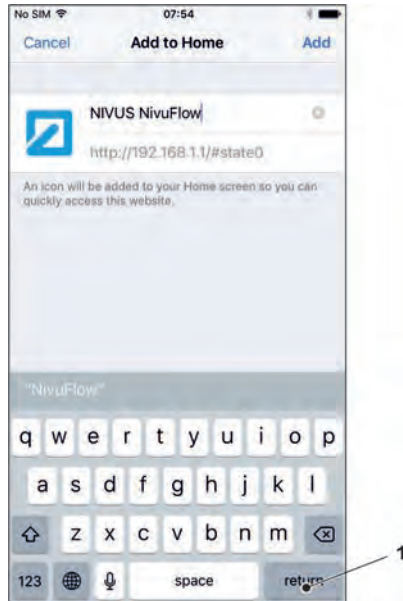 No SIM 07:54
Cancel Add to Home Add
NIVUS NivuFlow
http://192.168.1.1/#state0
An icon will be added to your Home screen so you can
quickly access this website.
"NivuFlow"
q w e r t y u i o p
a s d f g h j k l
z x c v b n m
123 space return
1